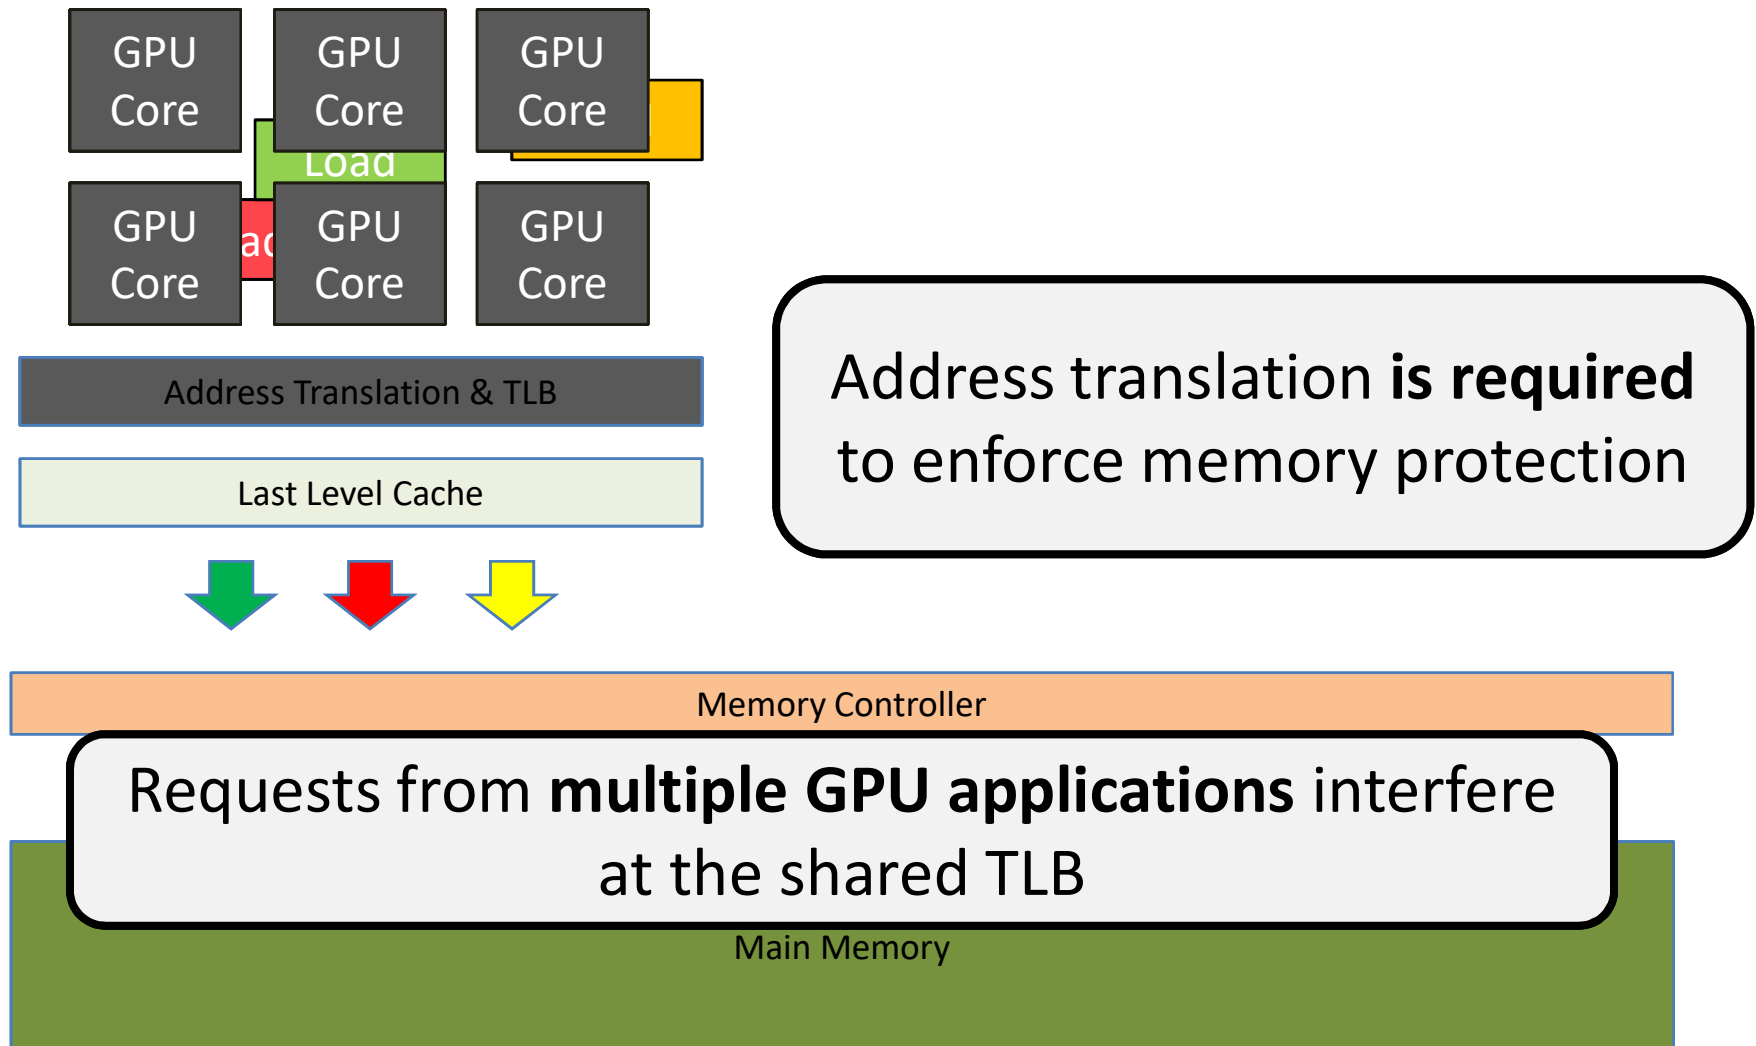 GPU
Core
GPU
Core
GPU
Core
Load
GPU
Core
GPU
Core
GPU
Core
Address Translation & TLB
Last Level Cache
Address translation is required
to enforce memory protection
Memory Controller
Requests from multiple GPU applications interfere
at the shared TLB
Main Memory